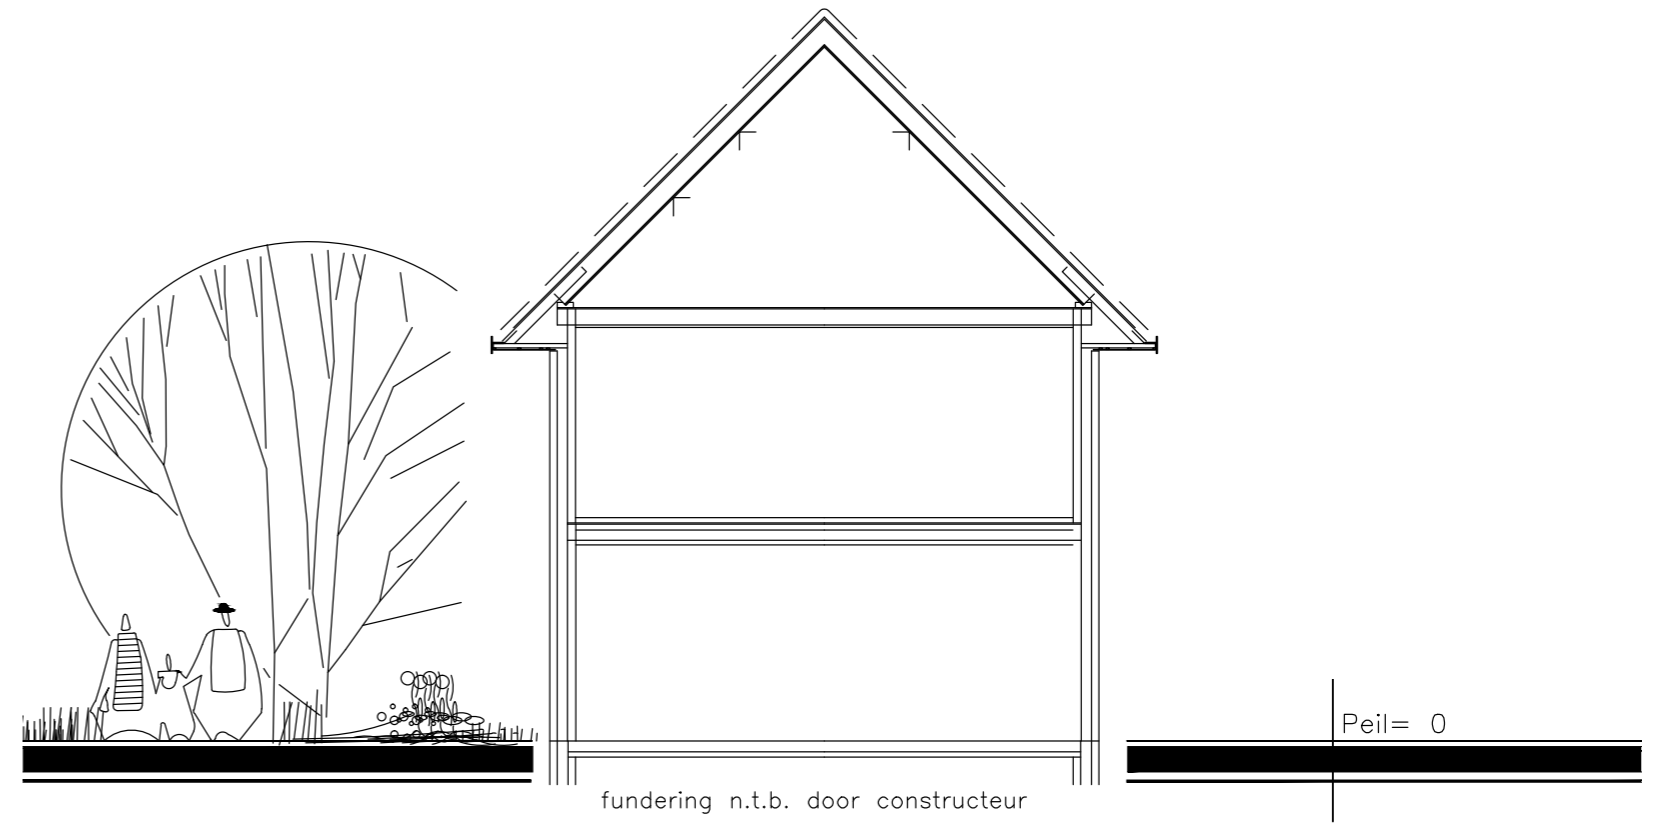 Peil= 0
fundering n.t.b. door constructeur